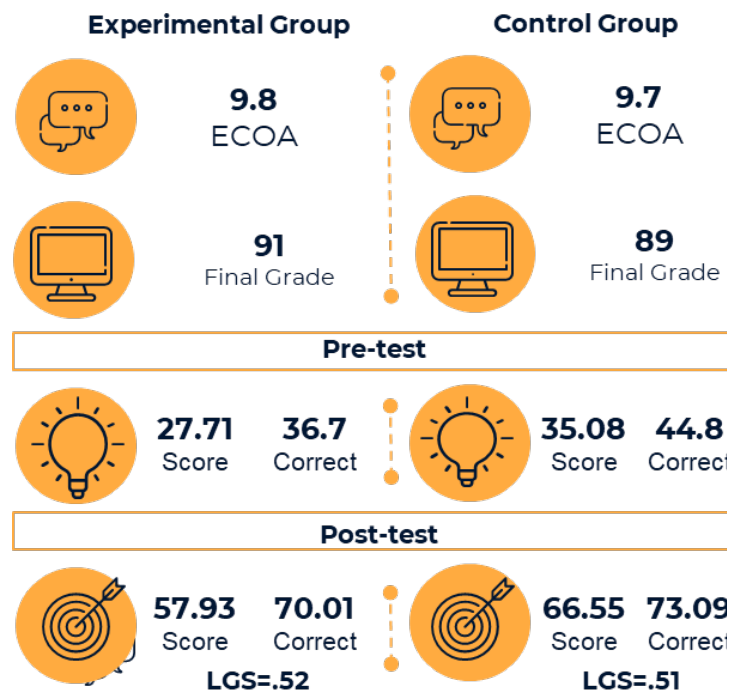 Experimental Group Control Group
9.8 9.7
ECOA ECOA
91 89
Final Grade Final Grade
Pre-test
27.71 36.7 35.08 44.8
Score Correct Score Correct
Post-test
57.93 70.01 66.55 73.09
Score Correct Score Correct
LGS=.52 LGS=.51